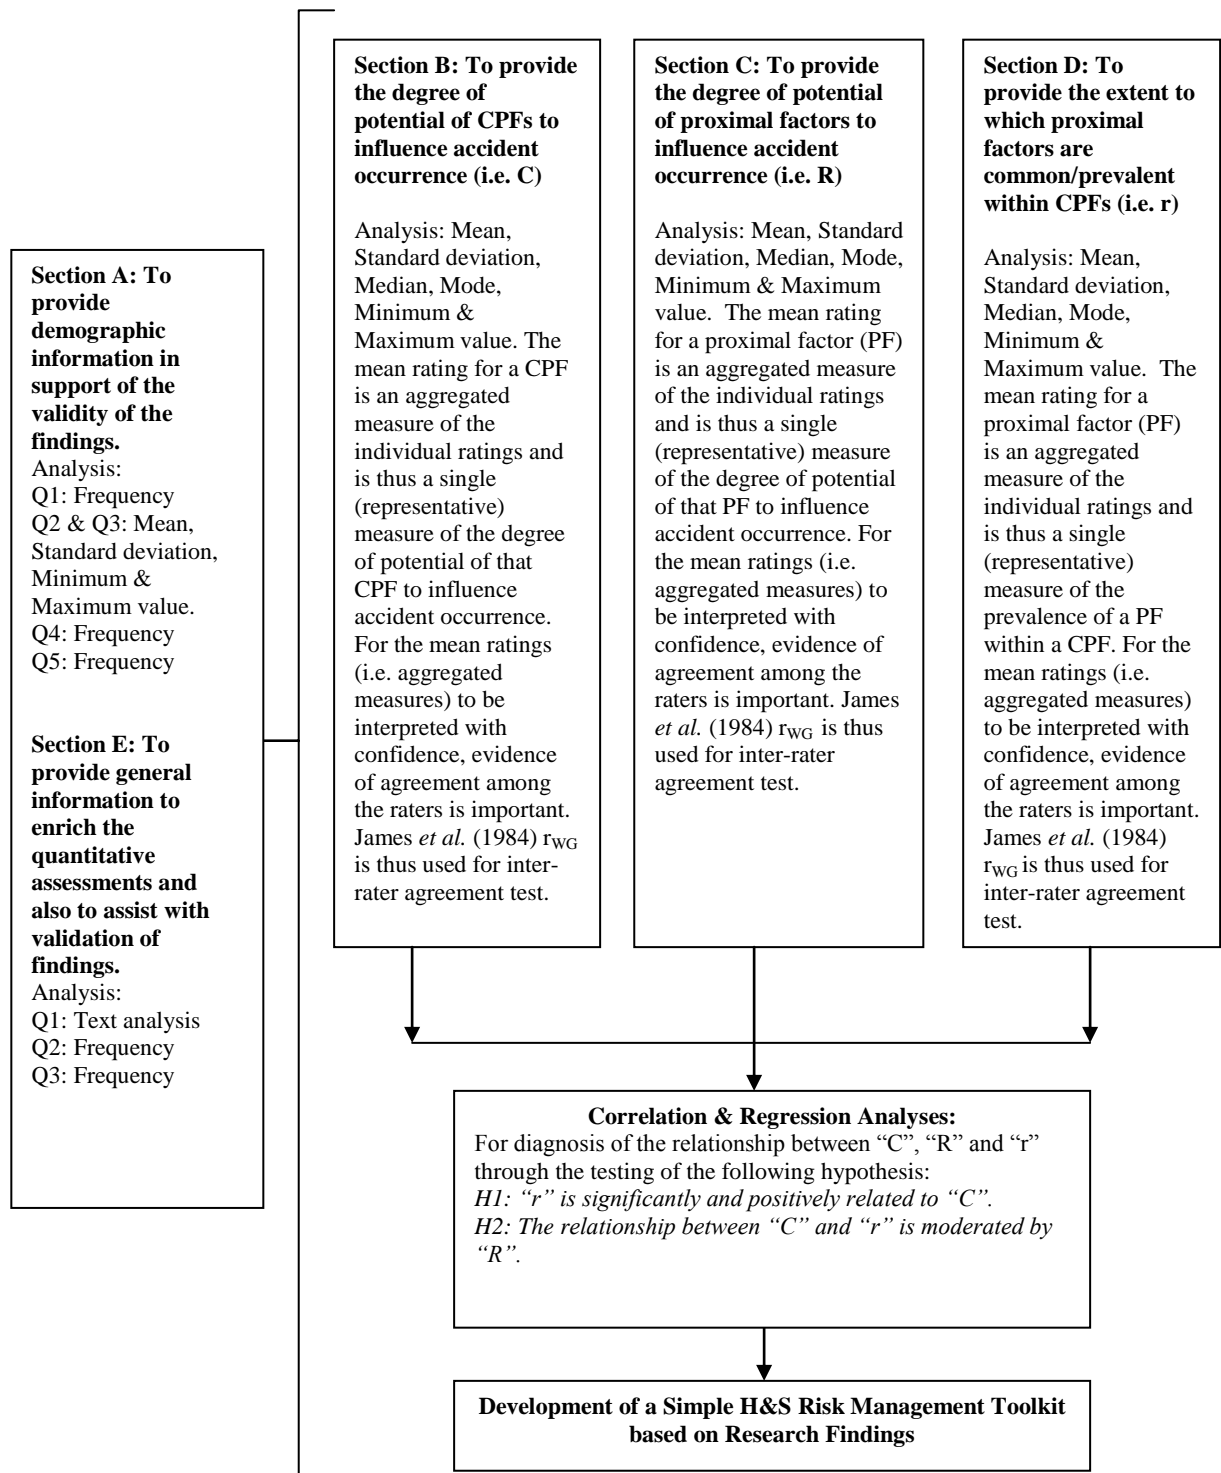 Section A: To
provide
demographic
information in
support of the
validity of the
findings.
Analysis:
Q1: Frequency
Q2 & Q3: Mean,
Standard deviation,
Minimum &
Maximum value.
Q4: Frequency
Q5: Frequency
Section E: To
provide general
information to
enrich the
quantitative
assessments and
also to assist with
validation of
findings.
Analysis:
Q1: Text analysis
Q2: Frequency
Q3: Frequency
Section B: To provide
the degree of
potential of CPFs to
influence accident
occurrence (i.e. C)
Analysis: Mean,
Standard deviation,
Median, Mode,
Minimum &
Maximum value. The
mean rating for a CPF
is an aggregated
measure of the
individual ratings and
is thus a single
(representative)
measure of the degree
of potential of that
CPF to influence
accident occurrence.
For the mean ratings
(i.e. aggregated
measures) to be
interpreted with
confidence, evidence
of agreement among
the raters is important.
James et al. (1984) rWG
is thus used for inter-
rater agreement test.
Section C: To provide
the degree of potential
of proximal factors to
influence accident
occurrence (i.e. R)
Analysis: Mean, Standard
deviation, Median, Mode,
Minimum & Maximum
value. The mean rating
for a proximal factor (PF)
is an aggregated measure
of the individual ratings
and is thus a single
(representative) measure
of the degree of potential
of that PF to influence
accident occurrence. For
the mean ratings (i.e.
aggregated measures) to
be interpreted with
confidence, evidence of
agreement among the
raters is important. James
et al. (1984) rWG is thus
used for inter-rater
agreement test.
Section D: To
provide the extent to
which proximal
factors are
common/prevalent
within CPFs (i.e. r)
Analysis: Mean,
Standard deviation,
Median, Mode,
Minimum &
Maximum value. The
mean rating for a
proximal factor (PF)
is an aggregated
measure of the
individual ratings and
is thus a single
(representative)
measure of the
prevalence of a PF
within a CPF. For the
mean ratings (i.e.
aggregated measures)
to be interpreted with
confidence, evidence
of agreement among
the raters is important.
James et al. (1984)
rWG is thus used for
inter-rater agreement
test.
Correlation & Regression Analyses:
For diagnosis of the relationship between “C”, “R” and “r”
through the testing of the following hypothesis:
H1: “r” is significantly and positively related to “C”.
H2: The relationship between “C” and “r” is moderated by
“R”.
Development of a Simple H&S Risk Management Toolkit
based on Research Findings